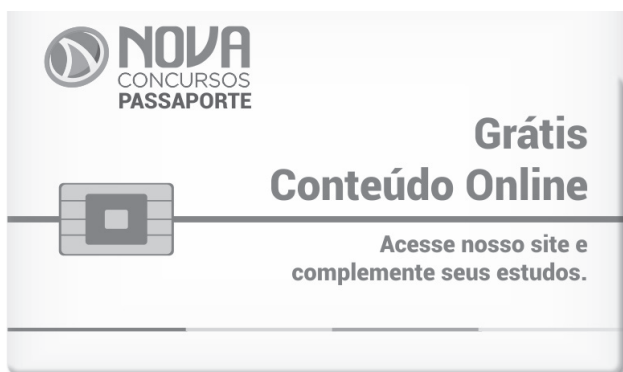 NOVA
CONCURSOS
PASSAPORTE
Grátis
Conteúdo Online
Acesse nosso site e
complemente seus estudos.